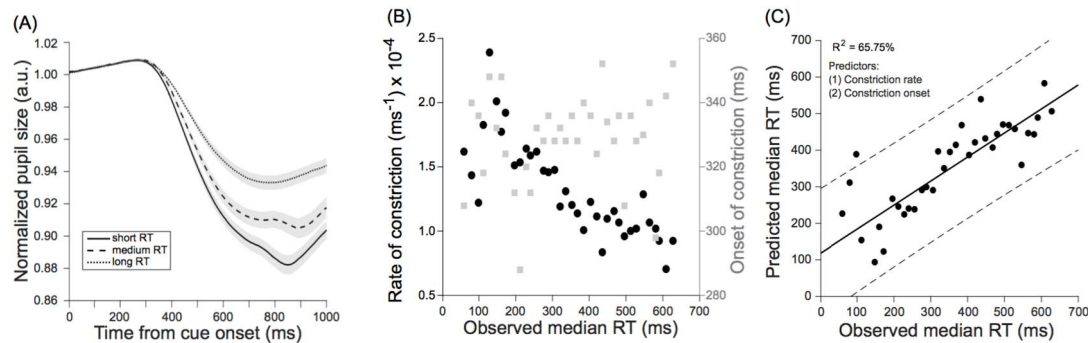 (A)
Normalized pupil size (a.u.)
1.02
1.00
0.98
0.96
0.94
0.92
0.90
0.88
0.86
short RT
medium RT
long RT
0
200
400
600
800
1000
Time from cue onset (ms)
(B)
Rate of constriction (ms⁻¹) x 10⁻⁴
2.5
2.0
1.5
1.0
0.5
0 100 200 300 400 500 600 700
Observed median RT (ms)
360
340
320
300
280
Onset of constriction (ms)
(C)
Predicted median RT (ms)
700
600
500
400
300
200
100
0
R² = 65.75%
Predictors:
(1) Constriction rate
(2) Constriction onset
0 100 200 300 400 500 600 700
Observed median RT (ms)